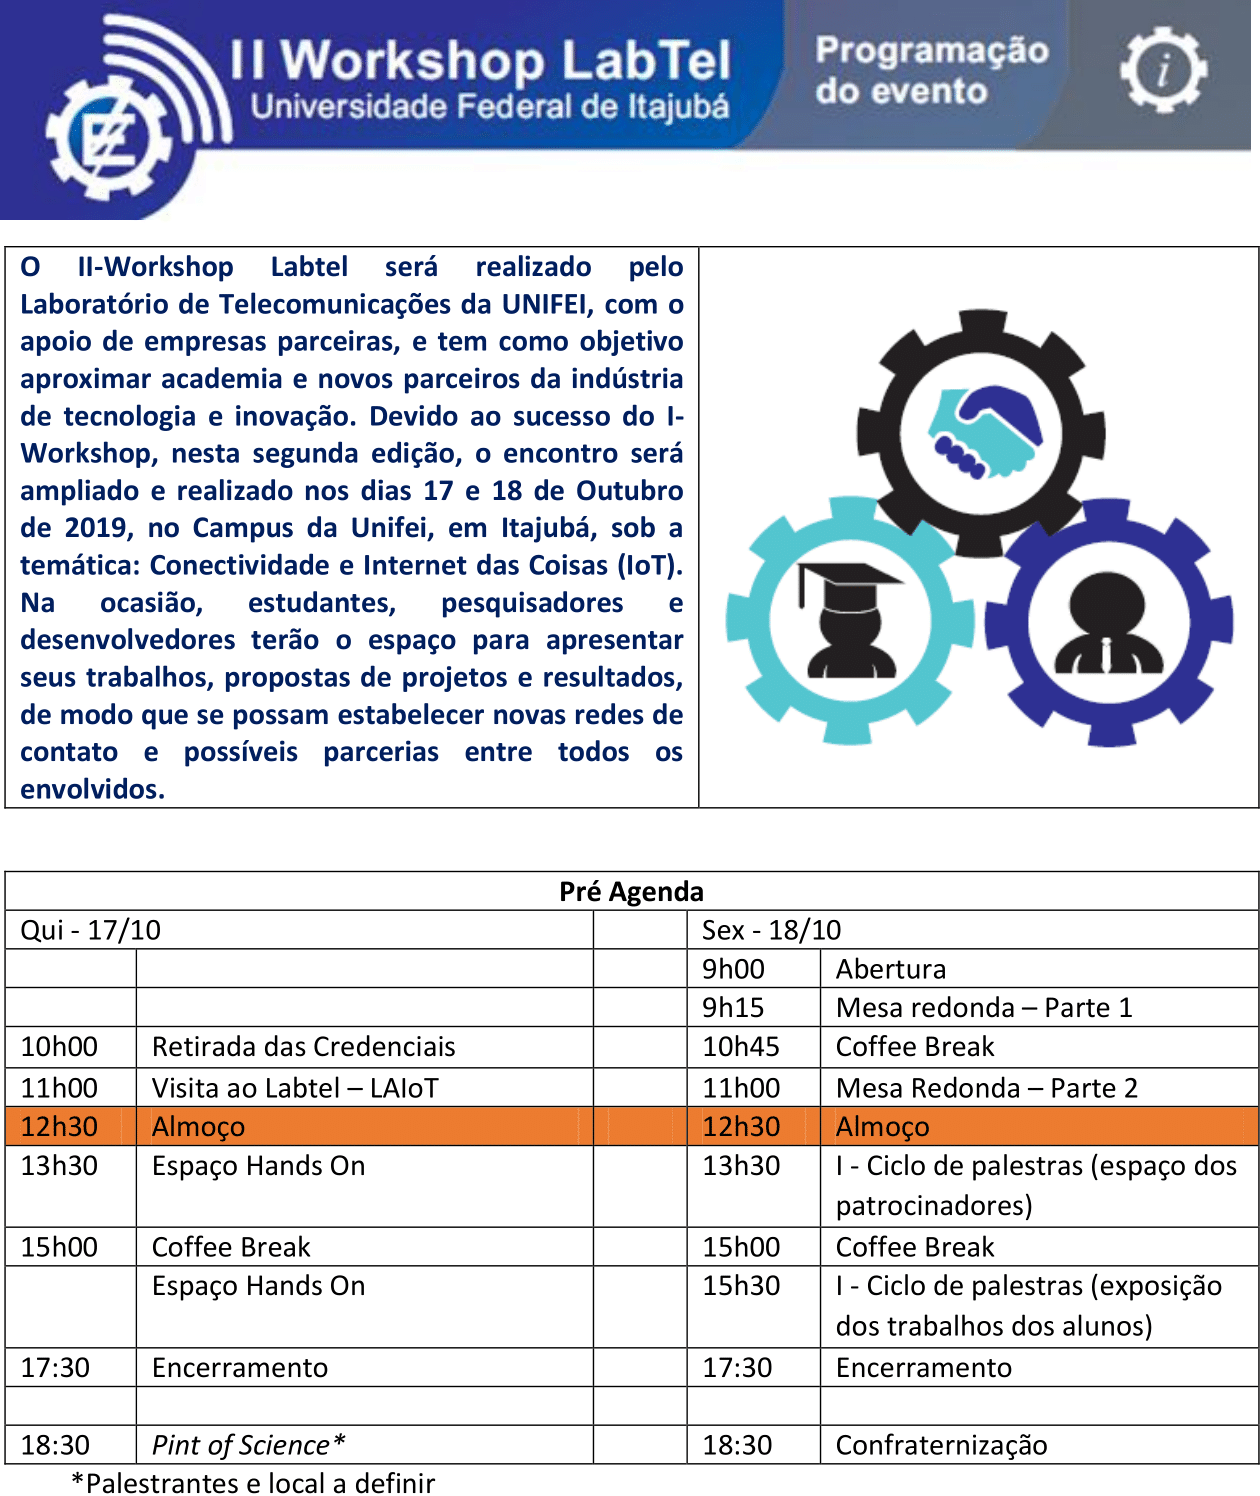 II Workshop LabTel
Universidade Federal de Itajubá
Programação
do evento
i
O II-Workshop Labtel será realizado pelo
Laboratório de Telecomunicações da UNIFEI, com o
apoio de empresas parceiras, e tem como objetivo
aproximar academia e novos parceiros da indústria
de tecnologia e inovação. Devido ao sucesso do I-
Workshop, nesta segunda edição, o encontro será
ampliado e realizado nos dias 17 e 18 de Outubro
de 2019, no Campus da Unifei, em Itajubá, sob a
temática: Conectividade e Internet das Coisas (IoT).
Na ocasião, estudantes, pesquisadores e
desenvolvedores terão o espaço para apresentar
seus trabalhos, propostas de projetos e resultados,
de modo que se possam estabelecer novas redes de
contato e possíveis parcerias entre todos os
envolvidos.
Pré Agenda
Qui - 17/10 Sex - 18/10
9h00 Abertura
9h15 Mesa redonda – Parte 1
10h00 Retirada das Credenciais 10h45 Coffee Break
11h00 Visita ao Labtel – LAIoT 11h00 Mesa Redonda – Parte 2
12h30 Almoço 12h30 Almoço
13h30 Espaço Hands On 13h30 I - Ciclo de palestras (espaço dos
patrocinadores)
15h00 Coffee Break 15h00 Coffee Break
Espaço Hands On 15h30 I - Ciclo de palestras (exposição
dos trabalhos dos alunos)
17:30 Encerramento 17:30 Encerramento
18:30 Pint of Science* 18:30 Confraternização
*Palestrantes e local a definir